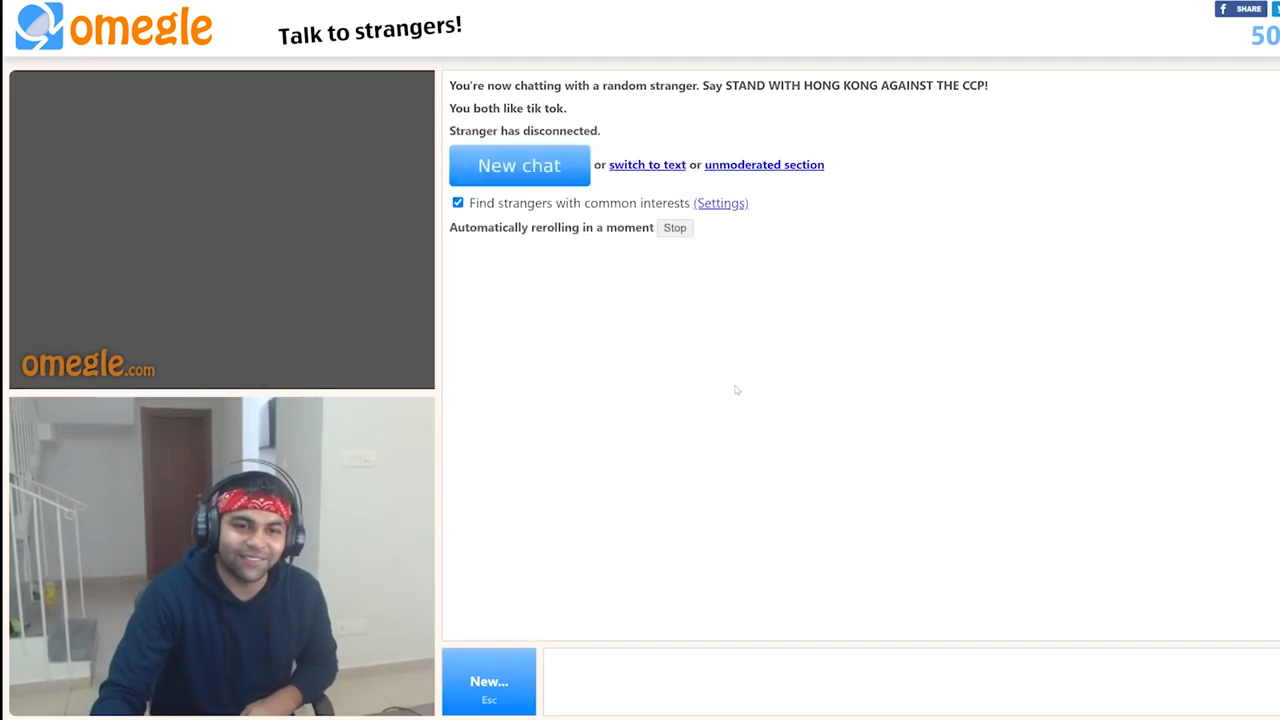 omegle
Talk to strangers!
f SHARE
50
You're now chatting with a random stranger. Say STAND WITH HONG KONG AGAINST THE CCP!
You both like tik tok.
Stranger has disconnected.
New chat or switch to text or unmoderated section
Find strangers with common interests (Settings)
Automatically rerolling in a moment Stop
omegle.com
New...
Esc